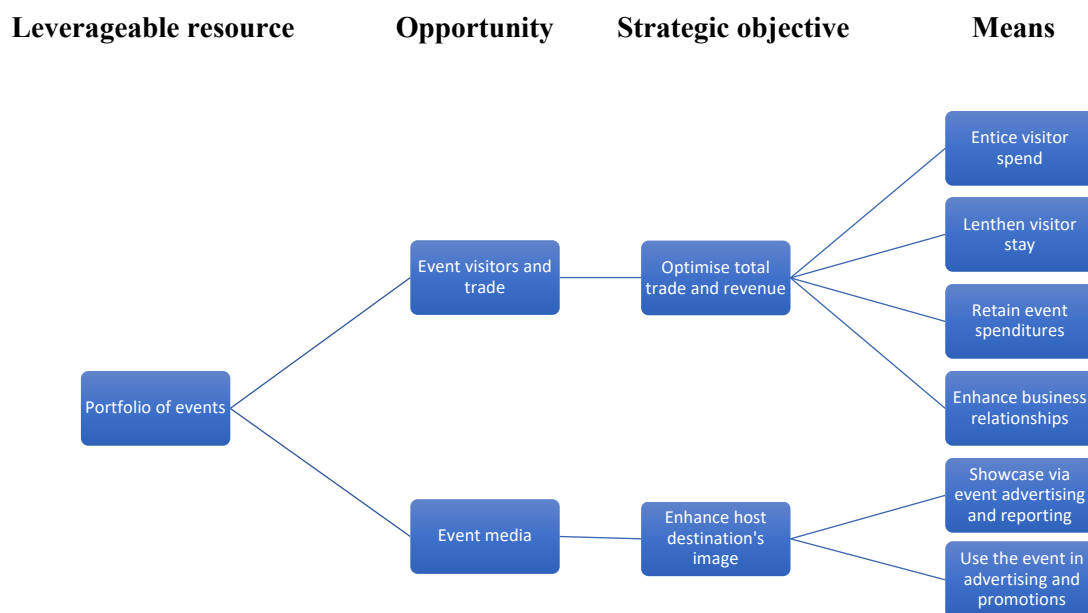 Leverageable resource
Opportunity
Strategic objective
Means
Entice visitor
spend
Lenthen visitor
stay
Event visitors and
trade
Optimise total
trade and revenue
Retain event
spenditures
Portfolio of events
Enhance business
relationships
Showcase via
event advertising
and reporting
Event media
Enhance host
destination's
image
Use the event in
advertising and
promotions